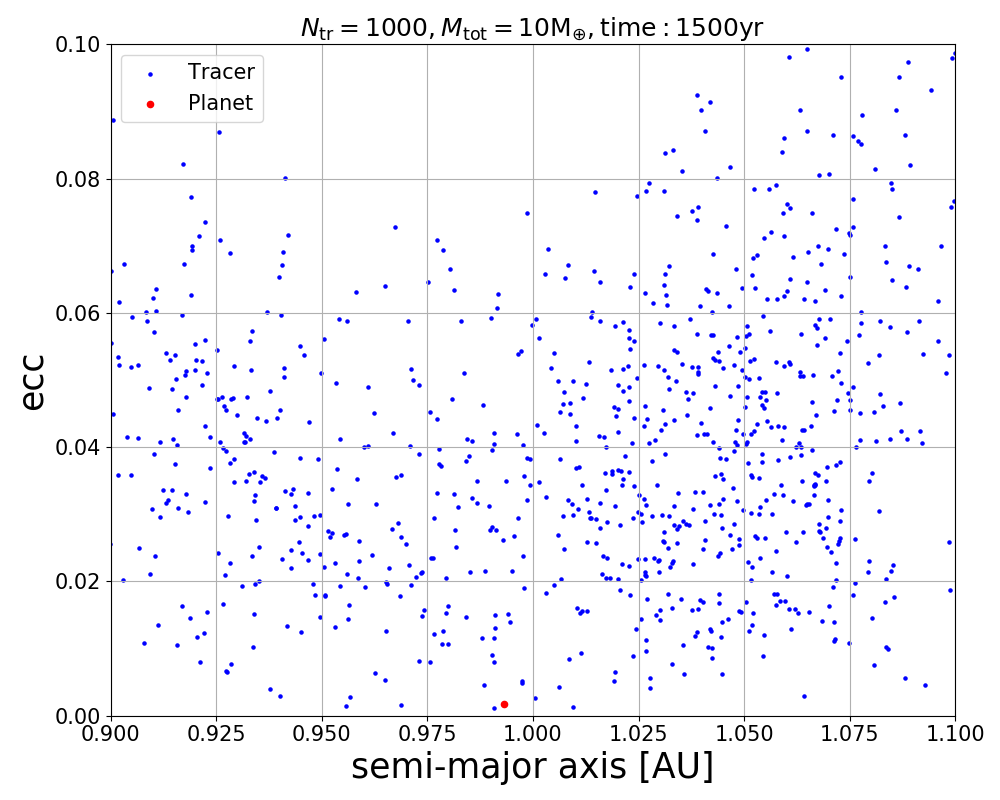 N_tr = 1000, M_tot = 10M_⊕, time : 1500yr
Tracer
Planet
ecc
0.10
0.08
0.06
0.04
0.02
0.00
0.900 0.925 0.950 0.975 1.000 1.025 1.050 1.075 1.100
semi-major axis [AU]